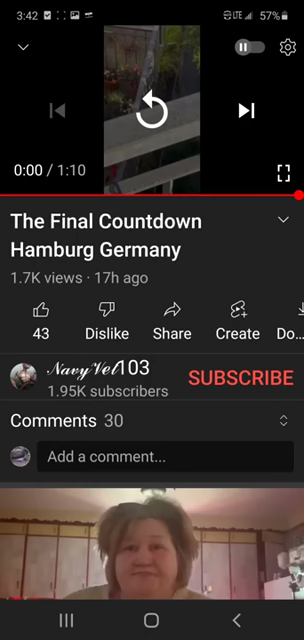 3:42 LTE 57%
0:00 / 1:10
The Final Countdown
Hamburg Germany
1.7K views · 17h ago
43 Dislike Share Create Do...
𝓝𝓪𝓿𝔂𝓥𝓮𝓽103
1.95K subscribers
SUBSCRIBE
Comments 30
Add a comment...